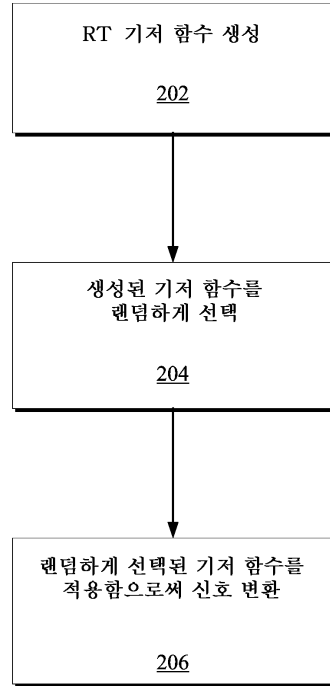 RT 기저 함수 생성
202
생성된 기저 함수를
랜덤하게 선택
204
랜덤하게 선택된 기저 함수를
적용함으로써 신호 변환
206